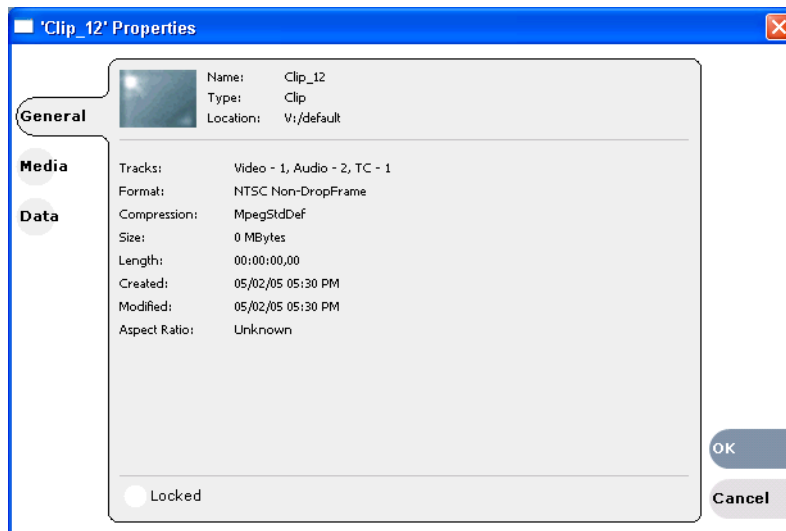 'Clip_12' Properties
General
Media
Data
Name: Clip_12
Type: Clip
Location: V:/default
Tracks: Video - 1, Audio - 2, TC - 1
Format: NTSC Non-DropFrame
Compression: MpegStdDef
Size: 0 MBytes
Length: 00:00:00,00
Created: 05/02/05 05:30 PM
Modified: 05/02/05 05:30 PM
Aspect Ratio: Unknown
Locked
OK
Cancel